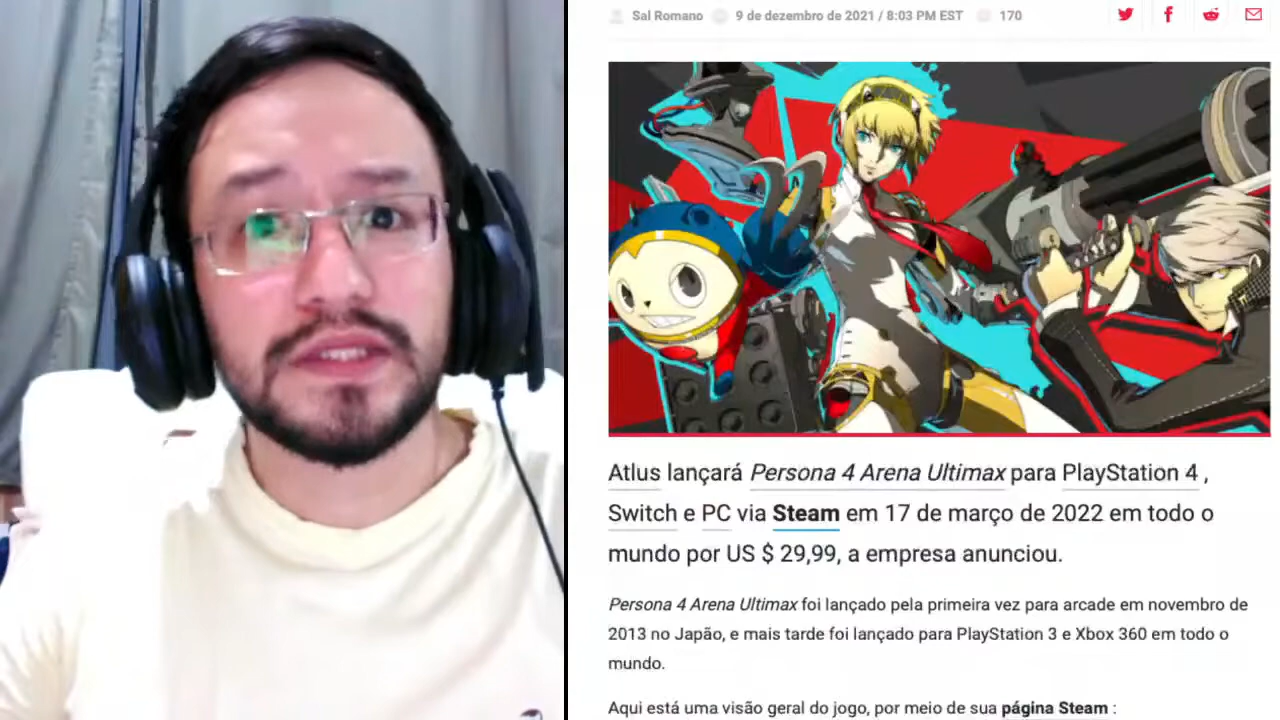 Sal Romano 9 de dezembro de 2021 / 8:03 PM EST 170
Atlus lançará Persona 4 Arena Ultimax para PlayStation 4 ,
Switch e PC via Steam em 17 de março de 2022 em todo o
mundo por US $ 29,99, a empresa anunciou.
Persona 4 Arena Ultimax foi lançado pela primeira vez para arcade em novembro de
2013 no Japão, e mais tarde foi lançado para PlayStation 3 e Xbox 360 em todo o
mundo.
Aqui está uma visão geral do jogo, por meio de sua página Steam :